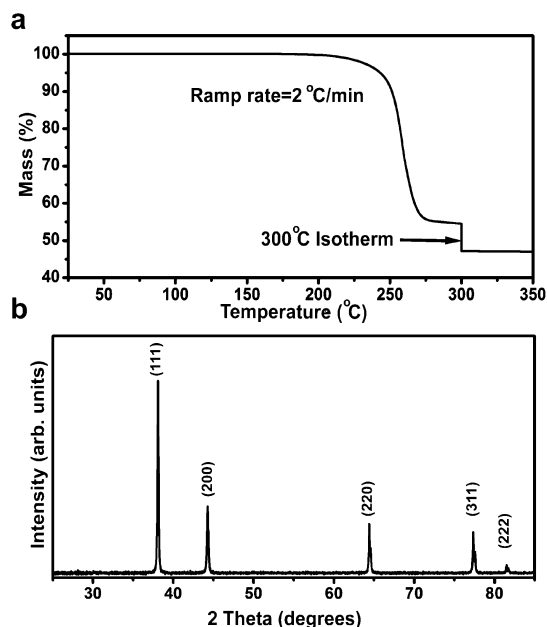 a
100
90
80
70
60
50
40
Mass (%)
Ramp rate=2 °C/min
300°C Isotherm
50 100 150 200 250 300 350
Temperature (°C)
b
Intensity (arb. units)
(111)
(200)
(220)
(311)
(222)
30 40 50 60 70 80
2 Theta (degrees)